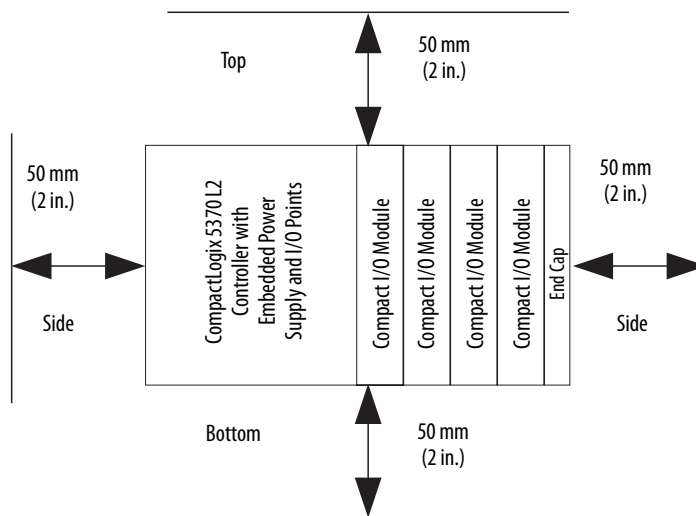 Top
50 mm
(2 in.)
50 mm
(2 in.)
Side
CompactLogix 5370 L2
Controller with
Embedded Power
Supply and I/O Points
Compact I/O Module
Compact I/O Module
Compact I/O Module
Compact I/O Module
End Cap
50 mm
(2 in.)
Side
Bottom
50 mm
(2 in.)